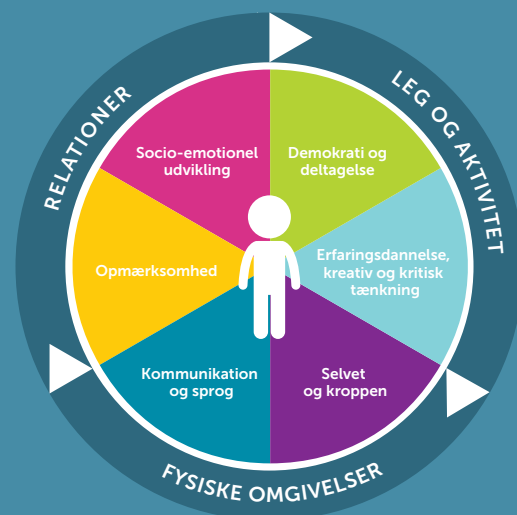 RELATIONER
LEG OG AKTIVITET
Socio-emotionel
udvikling
Demokrati og
deltagelse
Opmærksomhed
Erfaringsdannelse,
kreativ og kritisk
tænkning
Kommunikation
og sprog
Selvet
og kroppen
FYSISKE OMGIVELSER